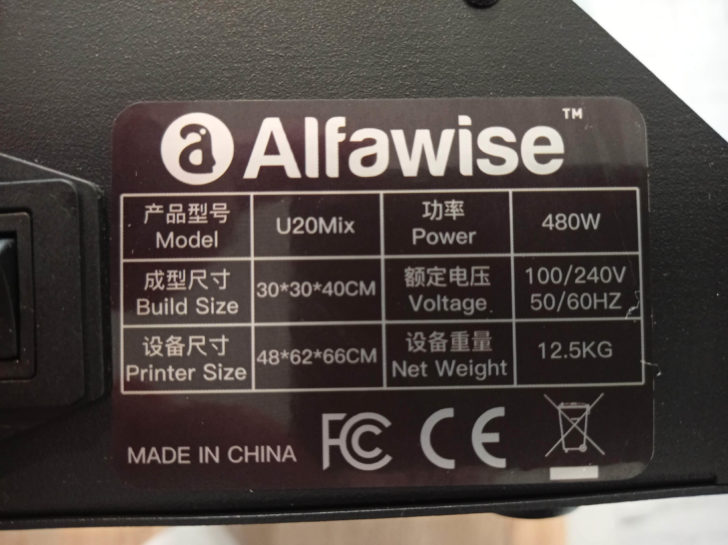 a Alfawise™
产品型号 Model U20Mix 功率 Power 480W
成型尺寸 Build Size 30*30*40CM 额定电压 Voltage 100/240V 50/60HZ
设备尺寸 Printer Size 48*62*66CM 设备重量 Net Weight 12.5KG
MADE IN CHINA FC CE